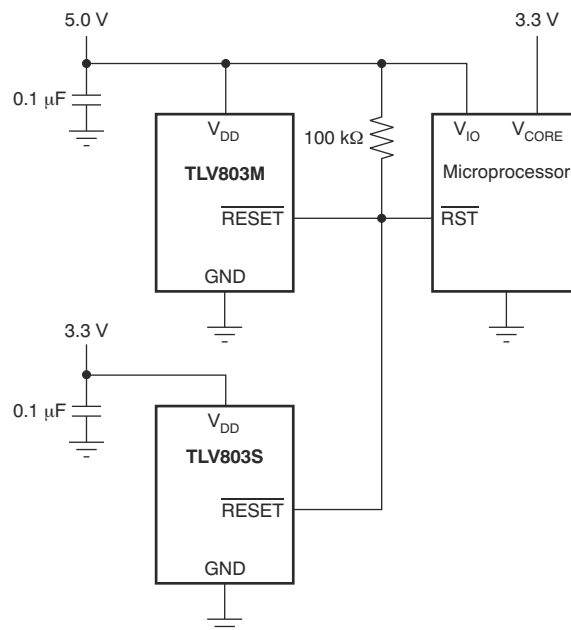 5.0 V
3.3 V
0.1 μF
V_DD
TLV803M
RESET
GND
100 kΩ
V_IO
V_CORE
Microprocessor
RST
3.3 V
0.1 μF
V_DD
TLV803S
RESET
GND